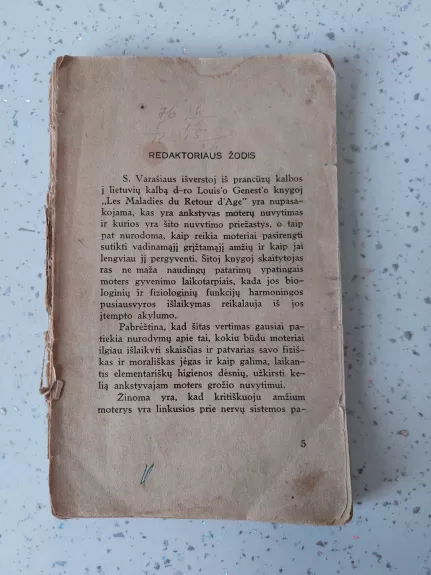 REDAKTORIAUS ŽODIS
S. Varašiaus išverstoj iš prancūzų kalbos
į lietuvių kalbą d-ro Louis'o Genest'o knygoj
„Les Maladies du Retour d'Age" yra nupasa-
kojama, kas yra ankstyvas moterų nuvytimas
ir kurios yra šito nuvytimo priežastys, o taip
pat nurodoma, kaip reikia moteriai pasirengti
sutikti vadinamąjį grįžtamąjį amžių ir kaip jai
lengviau jį pergyventi. Šitoj knygoj skaitytojas
ras ne maža naudingų patarimų ypatingais
moters gyvenimo laikotarpiais, kada jos bio-
loginių ir fiziologinių funkcijų harmoningos
pusiausvyros išlaikymas reikalauja iš jos
įtempto akylumo.
Pabrėžtina, kad šitas vertimas gausiai pa-
tiekia nurodymų apie tai, kokiu būdu moteriai
ilgiau išlaikyti skaisčias ir patvarias savo fiziš-
kas ir morališkas jėgas ir kaip galima, laikan-
tis elementariškų higienos dėsnių, užkirsti ke-
lią ankstyvajam moters grožio nuvytimui.
Žinoma yra, kad kritiškuoju amžium
moterys yra linkusios prie nervų sistemos pa-
5